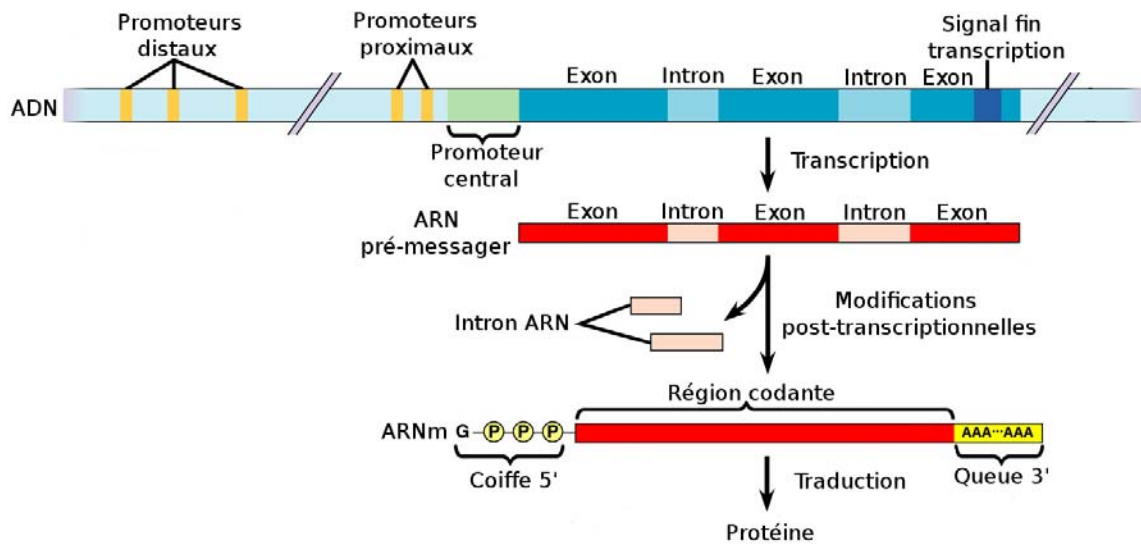 Promoteurs
distaux
Promoteurs
proximaux
Signal fin
transcription
Exon Intron Exon Intron Exon
ADN
Promoteur
central
Transcription
ARN
pré-messager
Exon Intron Exon Intron Exon
Intron ARN
Modifications
post-transcriptionnelles
Région codante
ARNm G P P P AAA···AAA
Coiffe 5'
Traduction
Queue 3'
Protéine